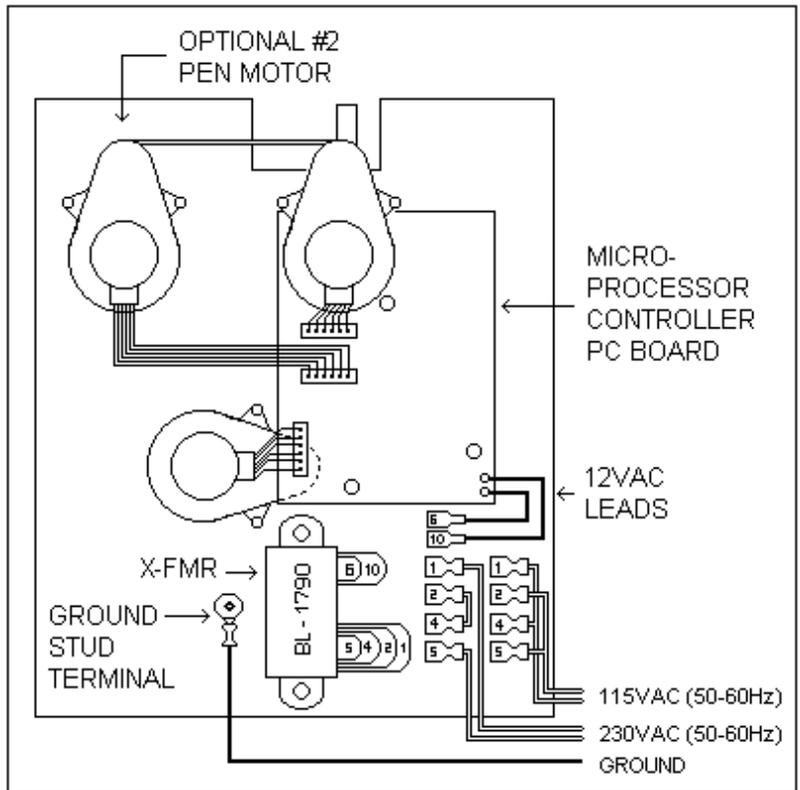 OPTIONAL #2
PEN MOTOR
MICRO-
PROCESSOR
CONTROLLER
PC BOARD
12VAC
LEADS
6
10
X-FMR
BL - 1790
6 10
5 4 2 1
1 1
2 2
4 4
5 5
GROUND
STUD
TERMINAL
115VAC (50-60Hz)
230VAC (50-60Hz)
GROUND